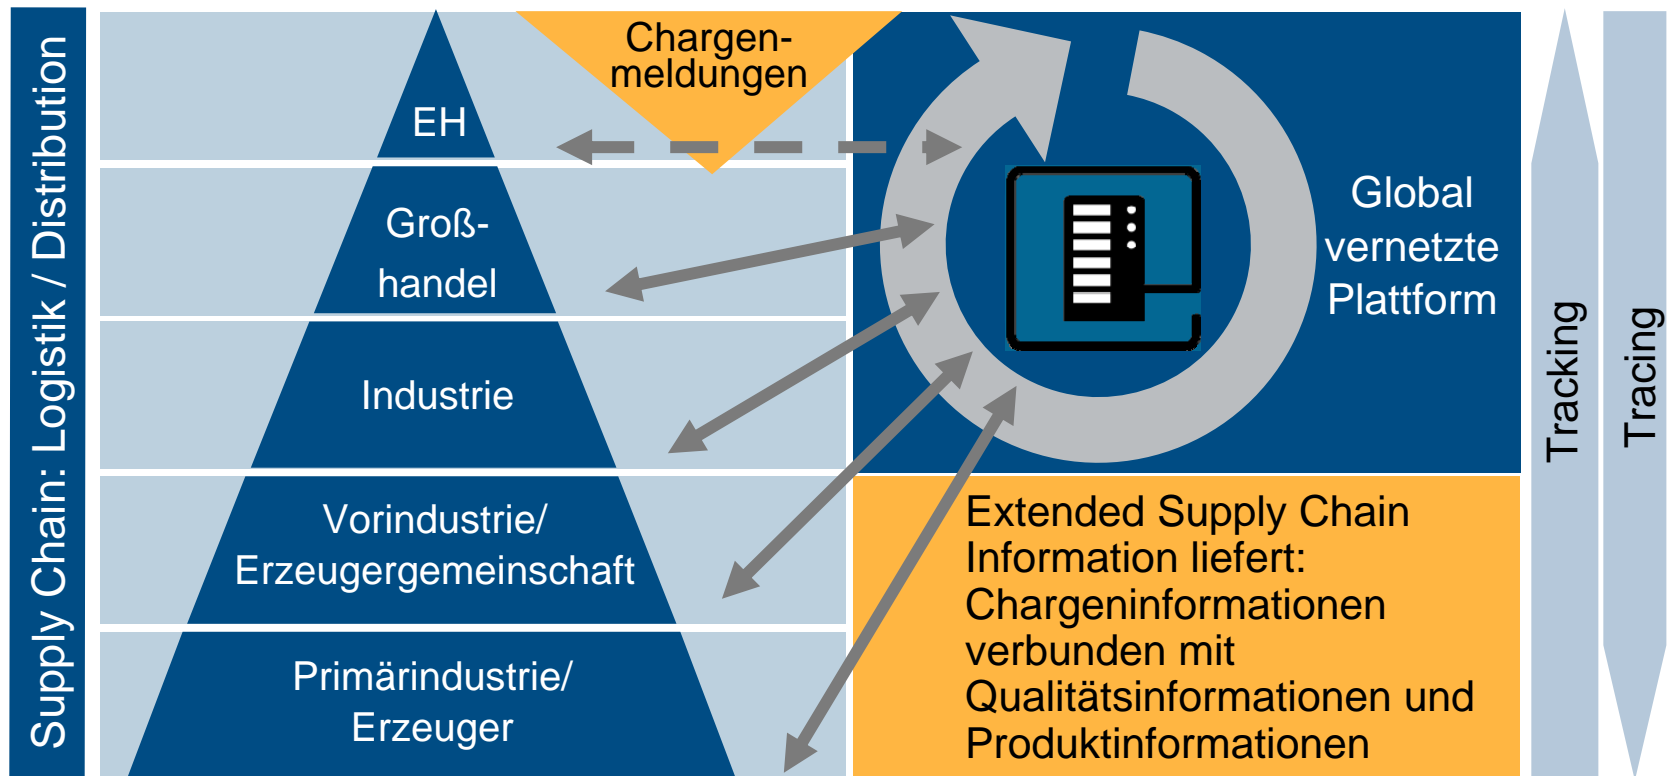 Supply Chain: Logistik / Distribution
EH
Groß-
handel
Industrie
Vorindustrie/
Erzeugergemeinschaft
Primärindustrie/
Erzeuger
Chargen-
meldungen
Global
vernetzte
Plattform
Extended Supply Chain
Information liefert:
Chargeninformationen
verbunden mit
Qualitätsinformationen und
Produktinformationen
Tracking
Tracing